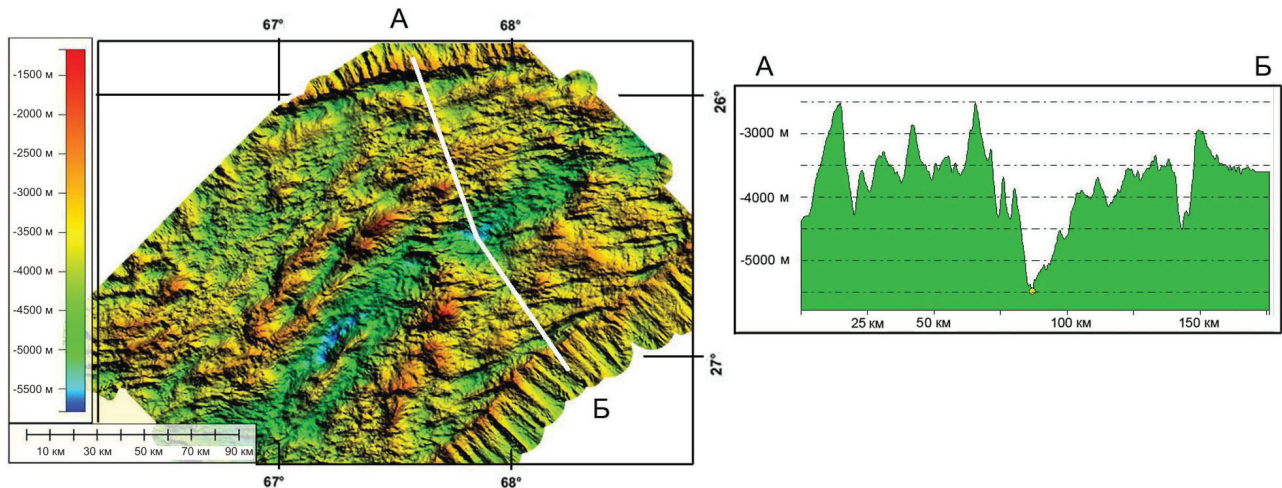 А
67°
68°
-1500 м
-2000 м
-2500 м
-3000 м
-3500 м
-4000 м
-4500 м
-5000 м
-5500 м
26°
27°
Б
10 км 30 км 50 км 70 км 90 км
67°
68°
А
Б
-3000 м
-4000 м
-5000 м
25 км 50 км 100 км 150 км